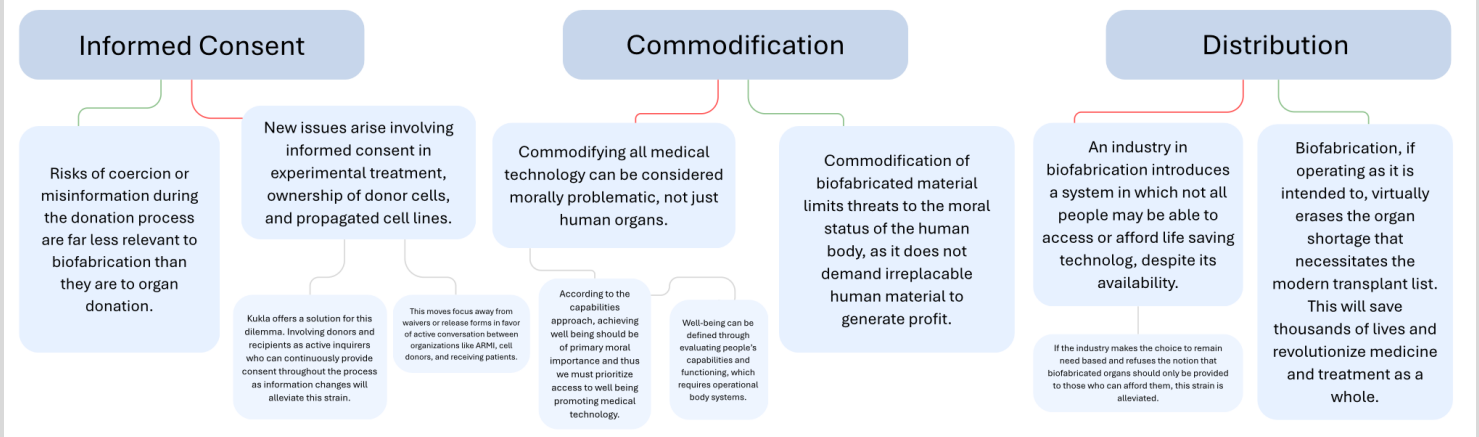 Informed Consent
Risks of coercion or
misinformation during
the donation process
are far less relevant to
biofabrication than
they are to organ
donation.
New issues arise involving
informed consent in
experimental treatment,
ownership of donor cells,
and propagated cell lines.
Kukla offers a solution for this
dilemma. Involving donors and
recipients as active inquirers
who can continuously provide
consent throughout the process
as information changes will
alleviate this strain.
This moves focus away from
waivers or release forms in favor
of active conversation between
organizations like ARMI, cell
donors, and receiving patients.
Commodification
Commodifying all medical
technology can be considered
morally problematic, not just
human organs.
According to the
capabilities
approach, achieving
well being should be
of primary moral
importance and thus
we must prioritize
access to well being
promoting medical
technology.
Well-being can be
defined through
evaluating people's
capabilities and
functioning, which
requires operational
body systems.
Commodification of
biofabricated material
limits threats to the moral
status of the human
body, as it does not
demand irreplacable
human material to
generate profit.
Distribution
An industry in
biofabrication introduces
a system in which not all
people may be able to
access or afford life saving
technolog, despite its
availability.
If the industry makes the choice to remain
need based and refuses the notion that
biofabricated organs should only be provided
to those who can afford them, this strain is
alleviated.
Biofabrication, if
operating as it is
intended to, virtually
erases the organ
shortage that
necessitates the
modern transplant list.
This will save
thousands of lives and
revolutionize medicine
and treatment as a
whole.